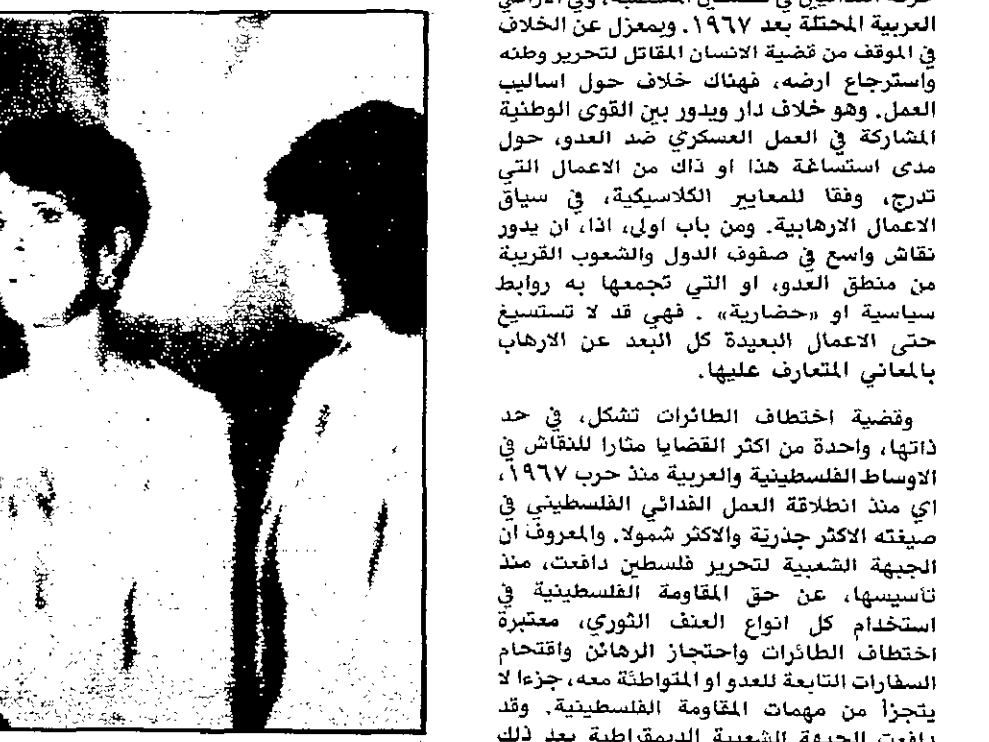 العربية المحتلة بعد ١٩٦٧. وبمعزل عن الخلاف
في الموقف من قضية الانسان المقاتل لتحرير وطنه
واسترجاع ارضه، فهناك خلاف حول اساليب
العمل. وهو خلاف دار ويدور بين القوى الوطنية
المشاركة في العمل العسكري ضد العدو، حول
مدى استساغة هذا او ذاك من الاعمال التي
تدرج، وفقا للمعايير الكلاسيكية، في سياق
الاعمال الارهابية. ومن باب اولى، اذا، ان يدور
نقاش واسع في صفوف الدول والشعوب القريبة
من منطق العدو، او التي تجمعها به روابط
سياسية او «حضارية» . فهي قد لا تستسيغ
حتى الاعمال البعيدة كل البعد عن الارهاب
بالمعاني المتعارف عليها.
وقضية اختطاف الطائرات تشكل، في حد
ذاتها، واحدة من اكثر القضايا مثارا للنقاش في
الاوساط الفلسطينية والعربية منذ حرب ١٩٦٧،
اي منذ انطلاقة العمل الفدائي الفلسطيني في
صيغته الاكثر جذرية والاكثر شمولا. والمعروف ان
الجبهة الشعبية لتحرير فلسطين دافعت، منذ
تأسيسها، عن حق المقاومة الفلسطينية في
استخدام كل انواع العنف الثوري، معتبرة
اختطاف الطائرات واحتجاز الرهائن واقتحام
السفارات التابعة للعدو او المتواطئة معه، جزءا لا
يتجزأ من مهمات المقاومة الفلسطينية. وقد
دافعت الجبهة الشعبية الديمقراطية بعد ذلك